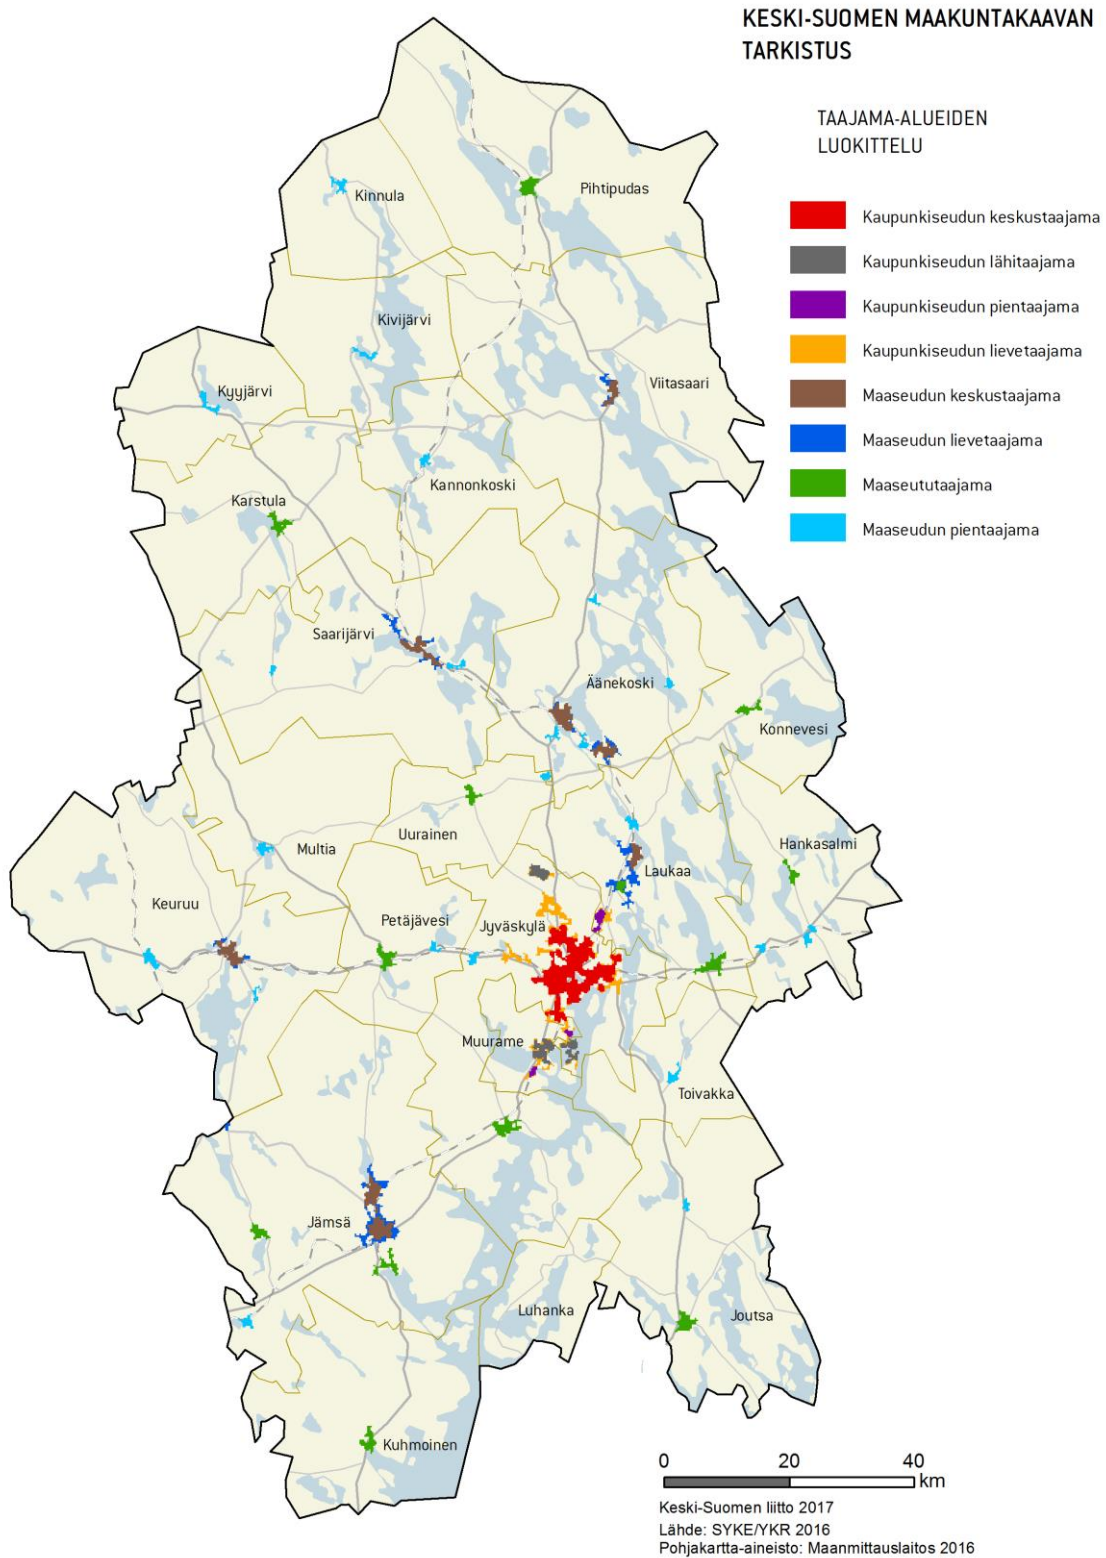 KESKI-SUOMEN MAAKUNTAKAAVAN
TARKISTUS
TAAJAMA-ALUEIDEN
LUOKITTELU
Kaupunkiseudun keskustaajama
Kaupunkiseudun lähitaajama
Kaupunkiseudun pientaajama
Kaupunkiseudun lievetaajama
Maaseudun keskustaajama
Maaseudun lievetaajama
Maaseututaajama
Maaseudun pientaajama
Pihtipudas
Kinnula
Kivijärvi
Viitasaari
Kyyjärvi
Kannonkoski
Karstula
Saarijärvi
Äänekoski
Konnevesi
Uurainen
Multia
Hankasalmi
Laukaa
Keuruu
Petäjävesi
Jyväskylä
Muurame
Toivakka
Jämsä
Luhanka
Joutsa
Kuhmoinen
0 20 40
km
Keski-Suomen liitto 2017
Lähde: SYKE/YKR 2016
Pohjakartta-aineisto: Maanmittauslaitos 2016